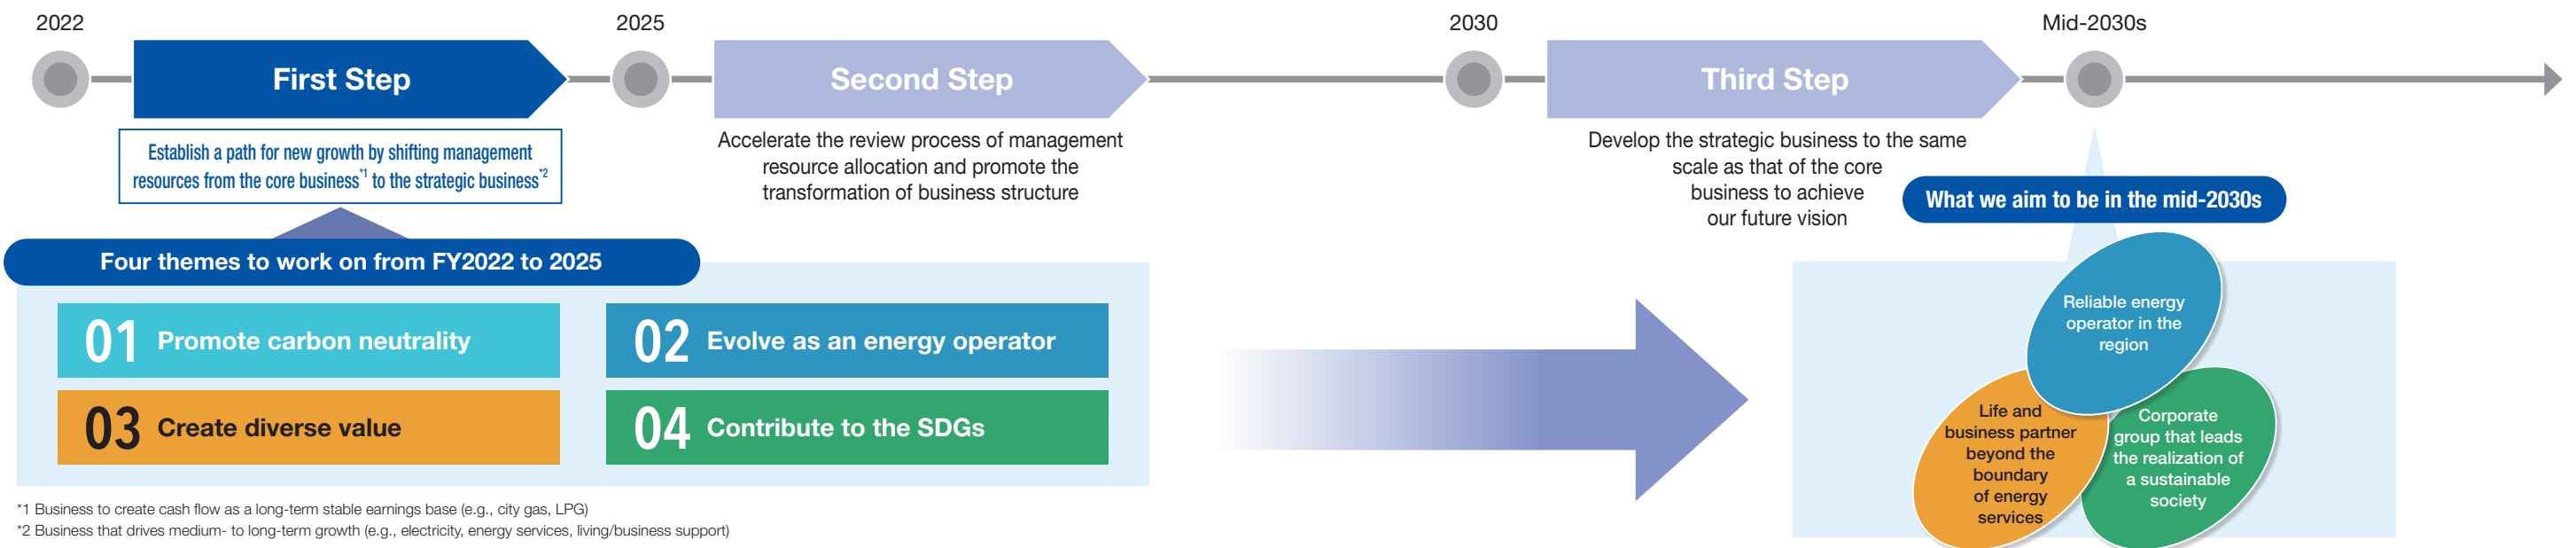 2022
2025
2030
Mid-2030s
First Step
Second Step
Third Step
Establish a path for new growth by shifting management
resources from the core business*1 to the strategic business*2
Accelerate the review process of management
resource allocation and promote the
transformation of business structure
Develop the strategic business to the same
scale as that of the core
business to achieve
our future vision
What we aim to be in the mid-2030s
Four themes to work on from FY2022 to 2025
01 Promote carbon neutrality
02 Evolve as an energy operator
03 Create diverse value
04 Contribute to the SDGs
Reliable energy
operator in the
region
Life and
business partner
beyond the
boundary
of energy
services
Corporate
group that leads
the realization of
a sustainable
society
*1 Business to create cash flow as a long-term stable earnings base (e.g., city gas, LPG)
*2 Business that drives medium- to long-term growth (e.g., electricity, energy services, living/business support)